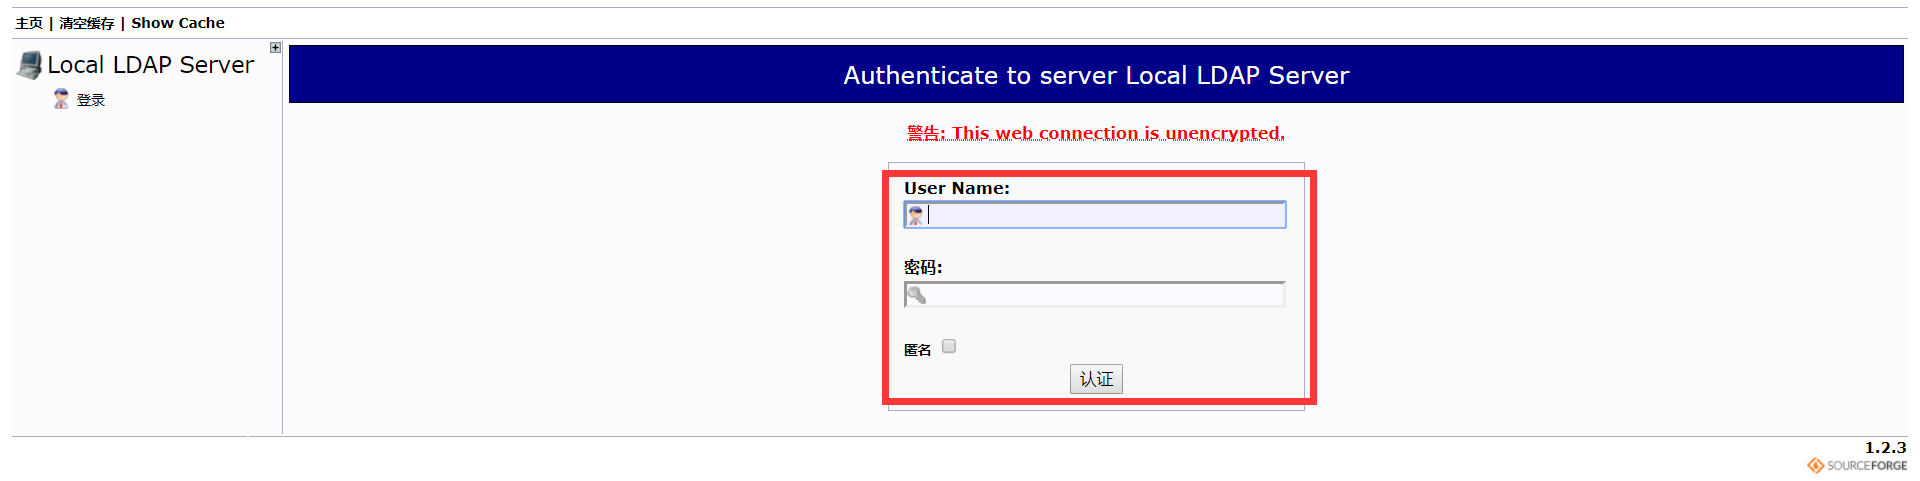 主页 | 清空缓存 | Show Cache
Local LDAP Server
登录
Authenticate to server Local LDAP Server
警告: This web connection is unencrypted.
User Name:
密码:
匿名
认证
1.2.3
SOURCEFORGE